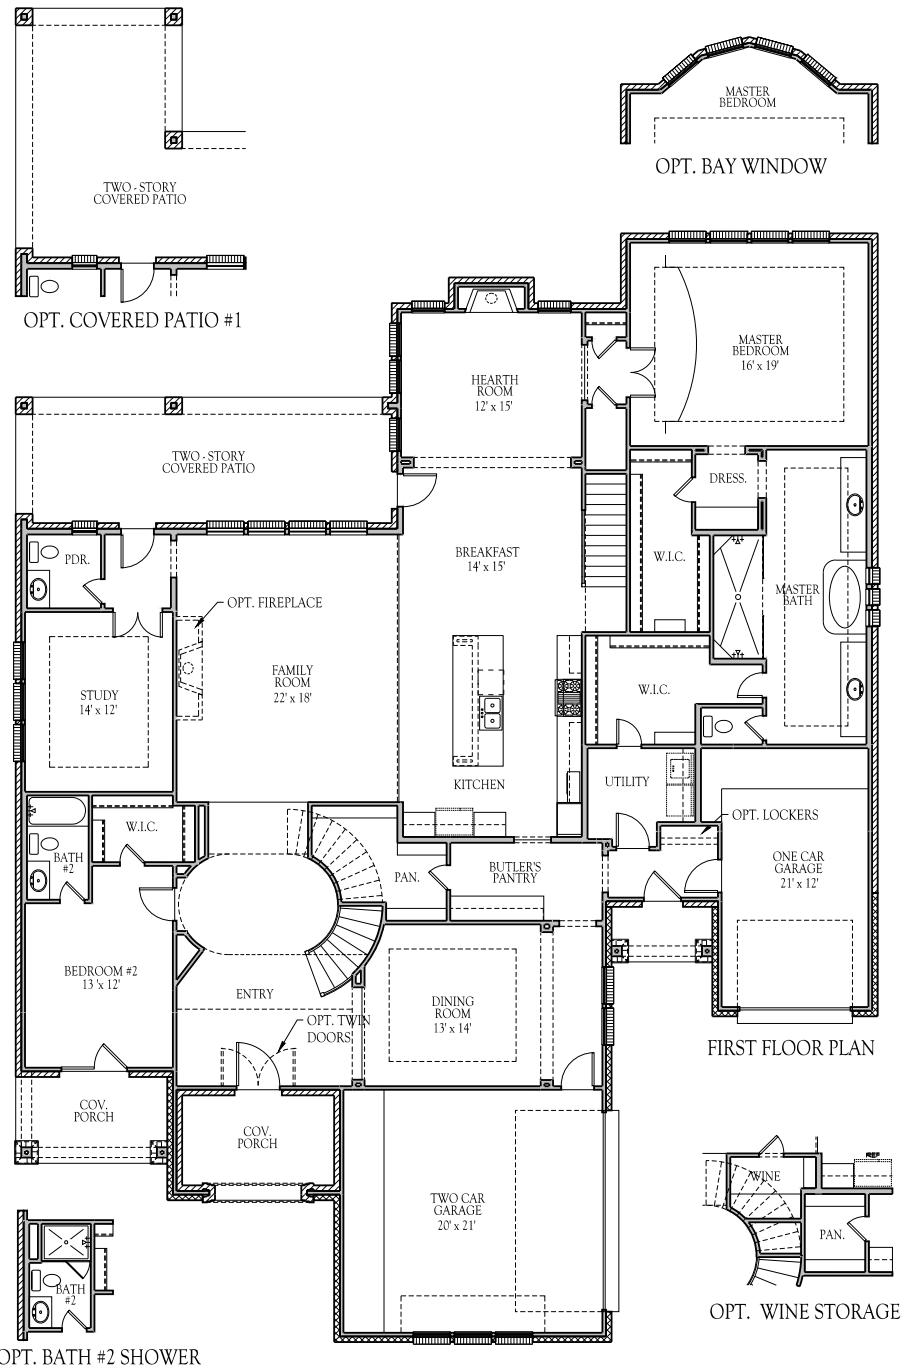 MASTER
BEDROOM
OPT. BAY WINDOW
TWO - STORY
COVERED PATIO
OPT. COVERED PATIO #1
MASTER
BEDROOM
16' x 19'
HEARTH
ROOM
12' x 15'
TWO - STORY
COVERED PATIO
DRESS.
PDR.
BREAKFAST
14' x 15'
W.I.C.
MASTER
BATH
OPT. FIREPLACE
FAMILY
ROOM
22' x 18'
STUDY
14' x 12'
W.I.C.
KITCHEN
UTILITY
OPT. LOCKERS
W.I.C.
BATH
#2
ONE CAR
GARAGE
21' x 12'
PAN.
BUTLER'S
PANTRY
BEDROOM #2
13 'x 12'
ENTRY
DINING
ROOM
13' x 14'
OPT. TWIN
DOORS
FIRST FLOOR PLAN
COV.
PORCH
COV.
PORCH
TWO CAR
GARAGE
20' x 21'
REF
WINE
PAN.
OPT. WINE STORAGE
BATH
#2
OPT. BATH #2 SHOWER